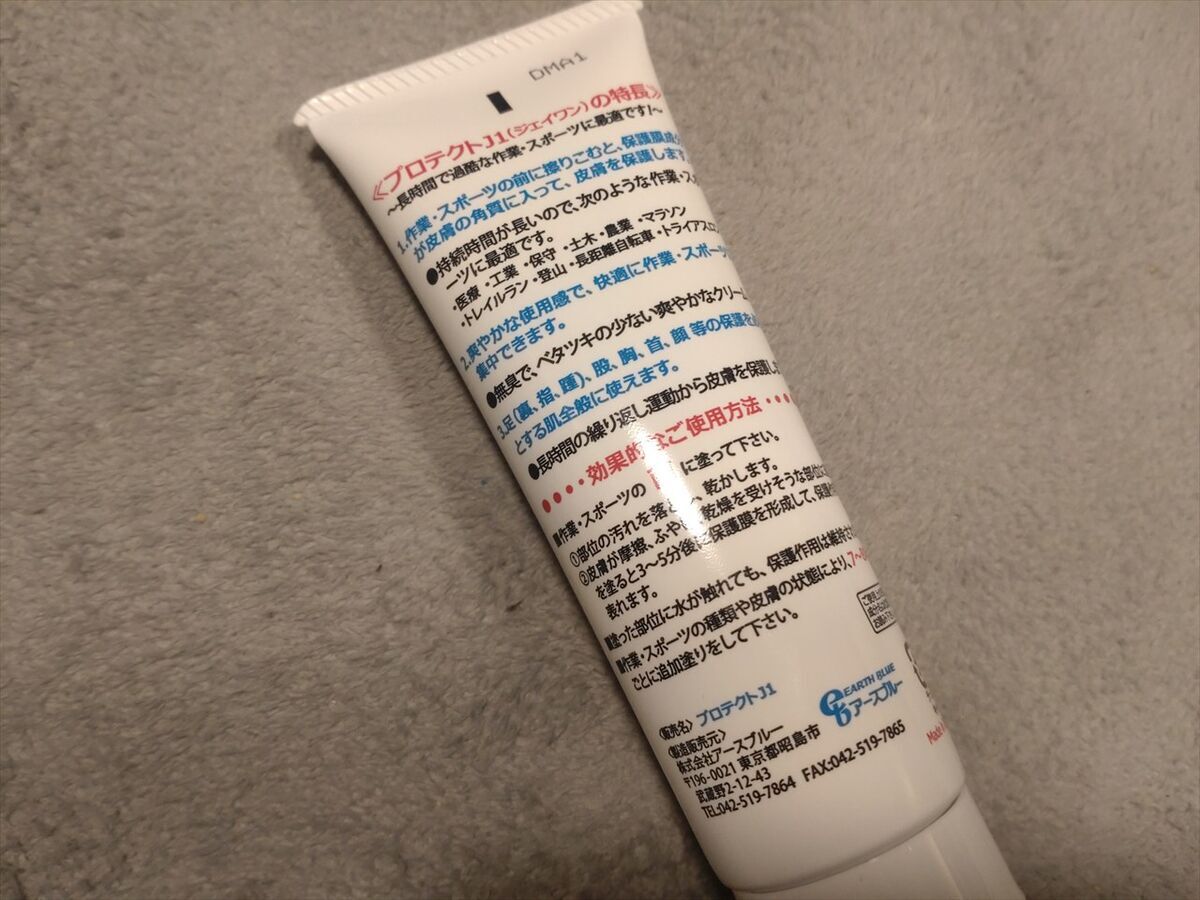 DMA1
《プロテクトJ1(ジェイワン)の特長》
～長時間で過酷な作業・スポーツに最適です!～
1.作業・スポーツの前に擦りこむと、保護膜成
が皮膚の角質に入って、皮膚を保護します
●持続時間が長いので、次のような作業・ス
ーツに最適です。
・医療・工業・保守・土木・農業・マラソン
・トレイルラン・登山・長距離自転車・トライアスロ
2.爽やかな使用感で、快適に作業・スポーツ
集中できます。
●無臭で、ベタツキの少ない爽やかなクリー
3.足(裏、指、踵)、股、胸、首、顔 等の保護を
とする肌全般に使えます。
●長時間の繰り返し運動から皮膚を保護し
●●●●効果的なご使用方法●●●
■作業・スポーツの に塗って下さい。
①部位の汚れを落 、乾かします。
②皮膚が摩擦、ふや 乾燥を受けそうな部位
を塗ると3～5分後 保護膜を形成して、保護
表れます。
■塗った部位に水が触れても、保護作用は維持
■作業・スポーツの種類や皮膚の状態により、7～
ごとに追加塗りをして下さい。
〈販売名〉プロテクトJ1
〈製造販売元〉
株式会社アースブルー
〒196-0021 東京都昭島市
武蔵野2-12-43
TEL:042-519-7864 FAX:042-519-7865
eb EARTH BLUE
アースブルー
Made